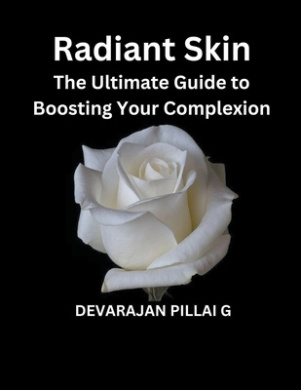 Radiant Skin
The Ultimate Guide to
Boosting Your Complexion
DEVARAJAN PILLAI G